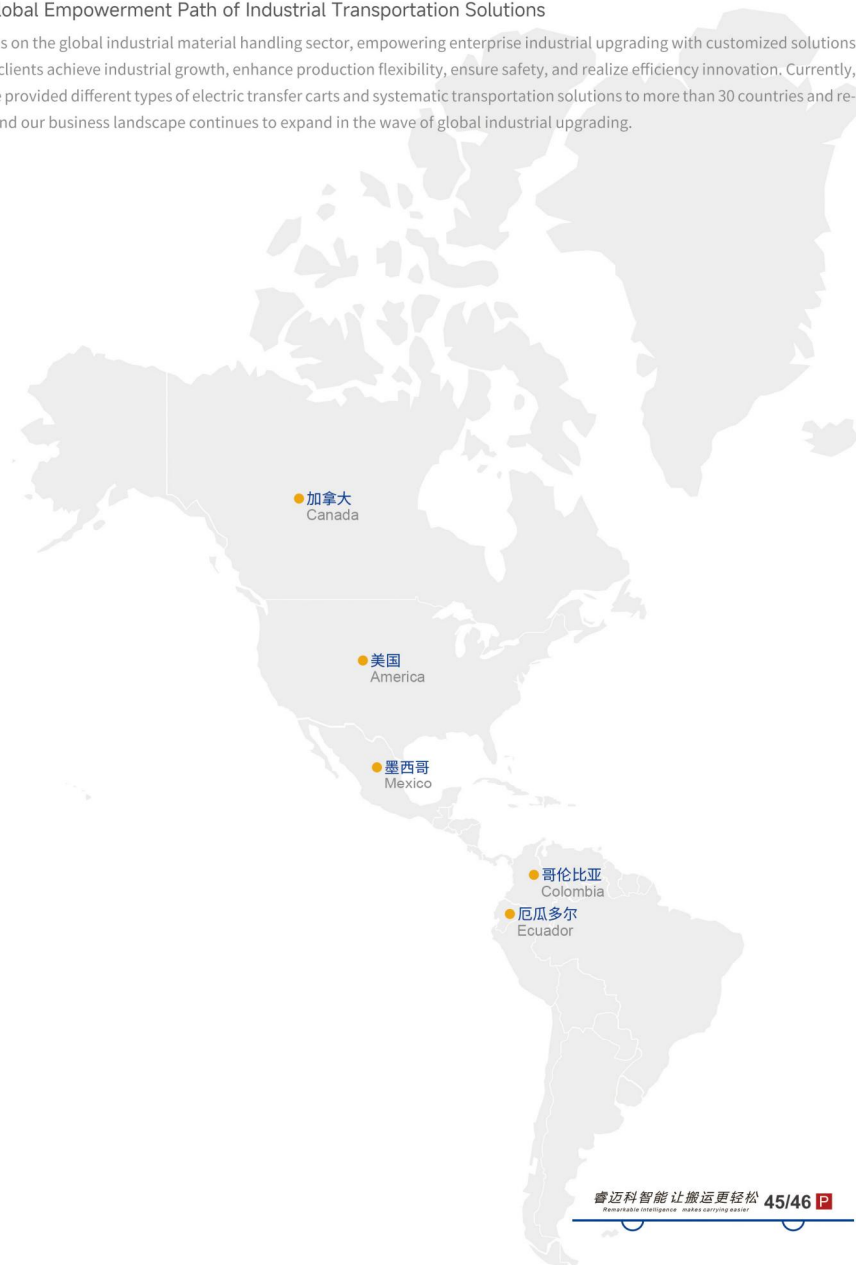 lobal Empowerment Path of Industrial Transportation Solutions
s on the global industrial material handling sector, empowering enterprise industrial upgrading with customized solutions
clients achieve industrial growth, enhance production flexibility, ensure safety, and realize efficiency innovation. Currently,
e provided different types of electric transfer carts and systematic transportation solutions to more than 30 countries and re-
nd our business landscape continues to expand in the wave of global industrial upgrading.
加拿大
Canada
美国
America
墨西哥
Mexico
哥伦比亚
Colombia
厄瓜多尔
Ecuador
睿迈科智能 让搬运更轻松 45/46 P
Remarkable Intelligence makes carrying easier